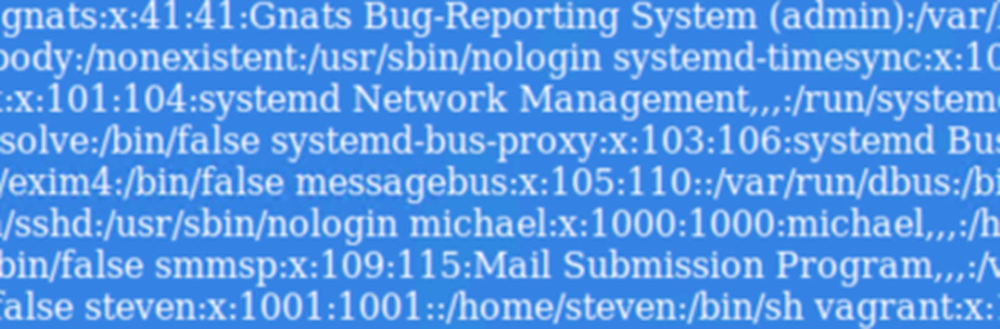 gnats:x:41:41:Gnats Bug-Reporting System (admin):/var/
body:/nonexistent:/usr/sbin/nologin systemd-timesync:x:10
:x:101:104:systemd Network Management,,,:/run/system
solve:/bin/false systemd-bus-proxy:x:103:106:systemd Bus
/exim4:/bin/false messagebus:x:105:110::/var/run/dbus:/bi
/sshd:/usr/sbin/nologin michael:x:1000:1000:michael,,,:/h
bin/false smmsp:x:109:115:Mail Submission Program,,,:/v
false steven:x:1001:1001::/home/steven:/bin/sh vagrant:x: